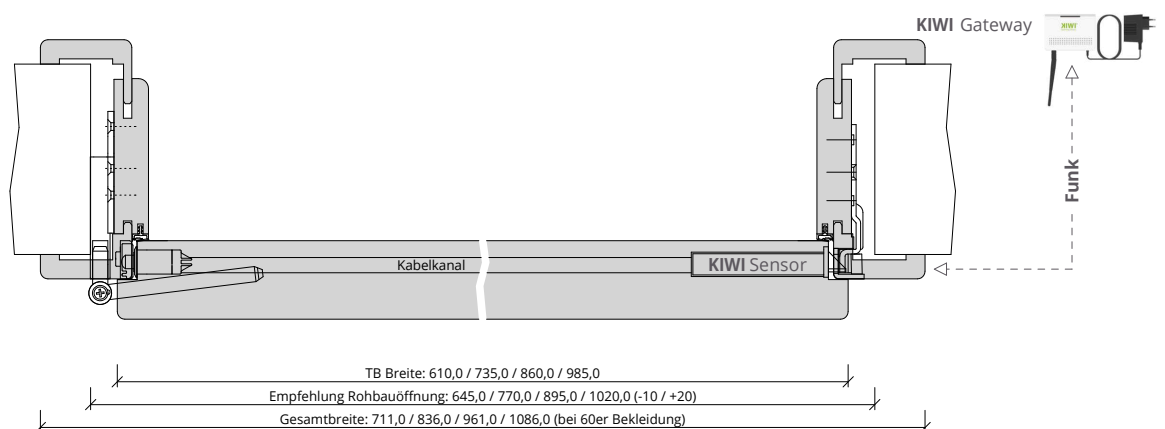 KIWI Gateway
KIWI
Funk
Kabelkanal
KIWI Sensor
TB Breite: 610,0 / 735,0 / 860,0 / 985,0
Empfehlung Rohbauöffnung: 645,0 / 770,0 / 895,0 / 1020,0 (-10 / +20)
Gesamtbreite: 711,0 / 836,0 / 961,0 / 1086,0 (bei 60er Bekleidung)